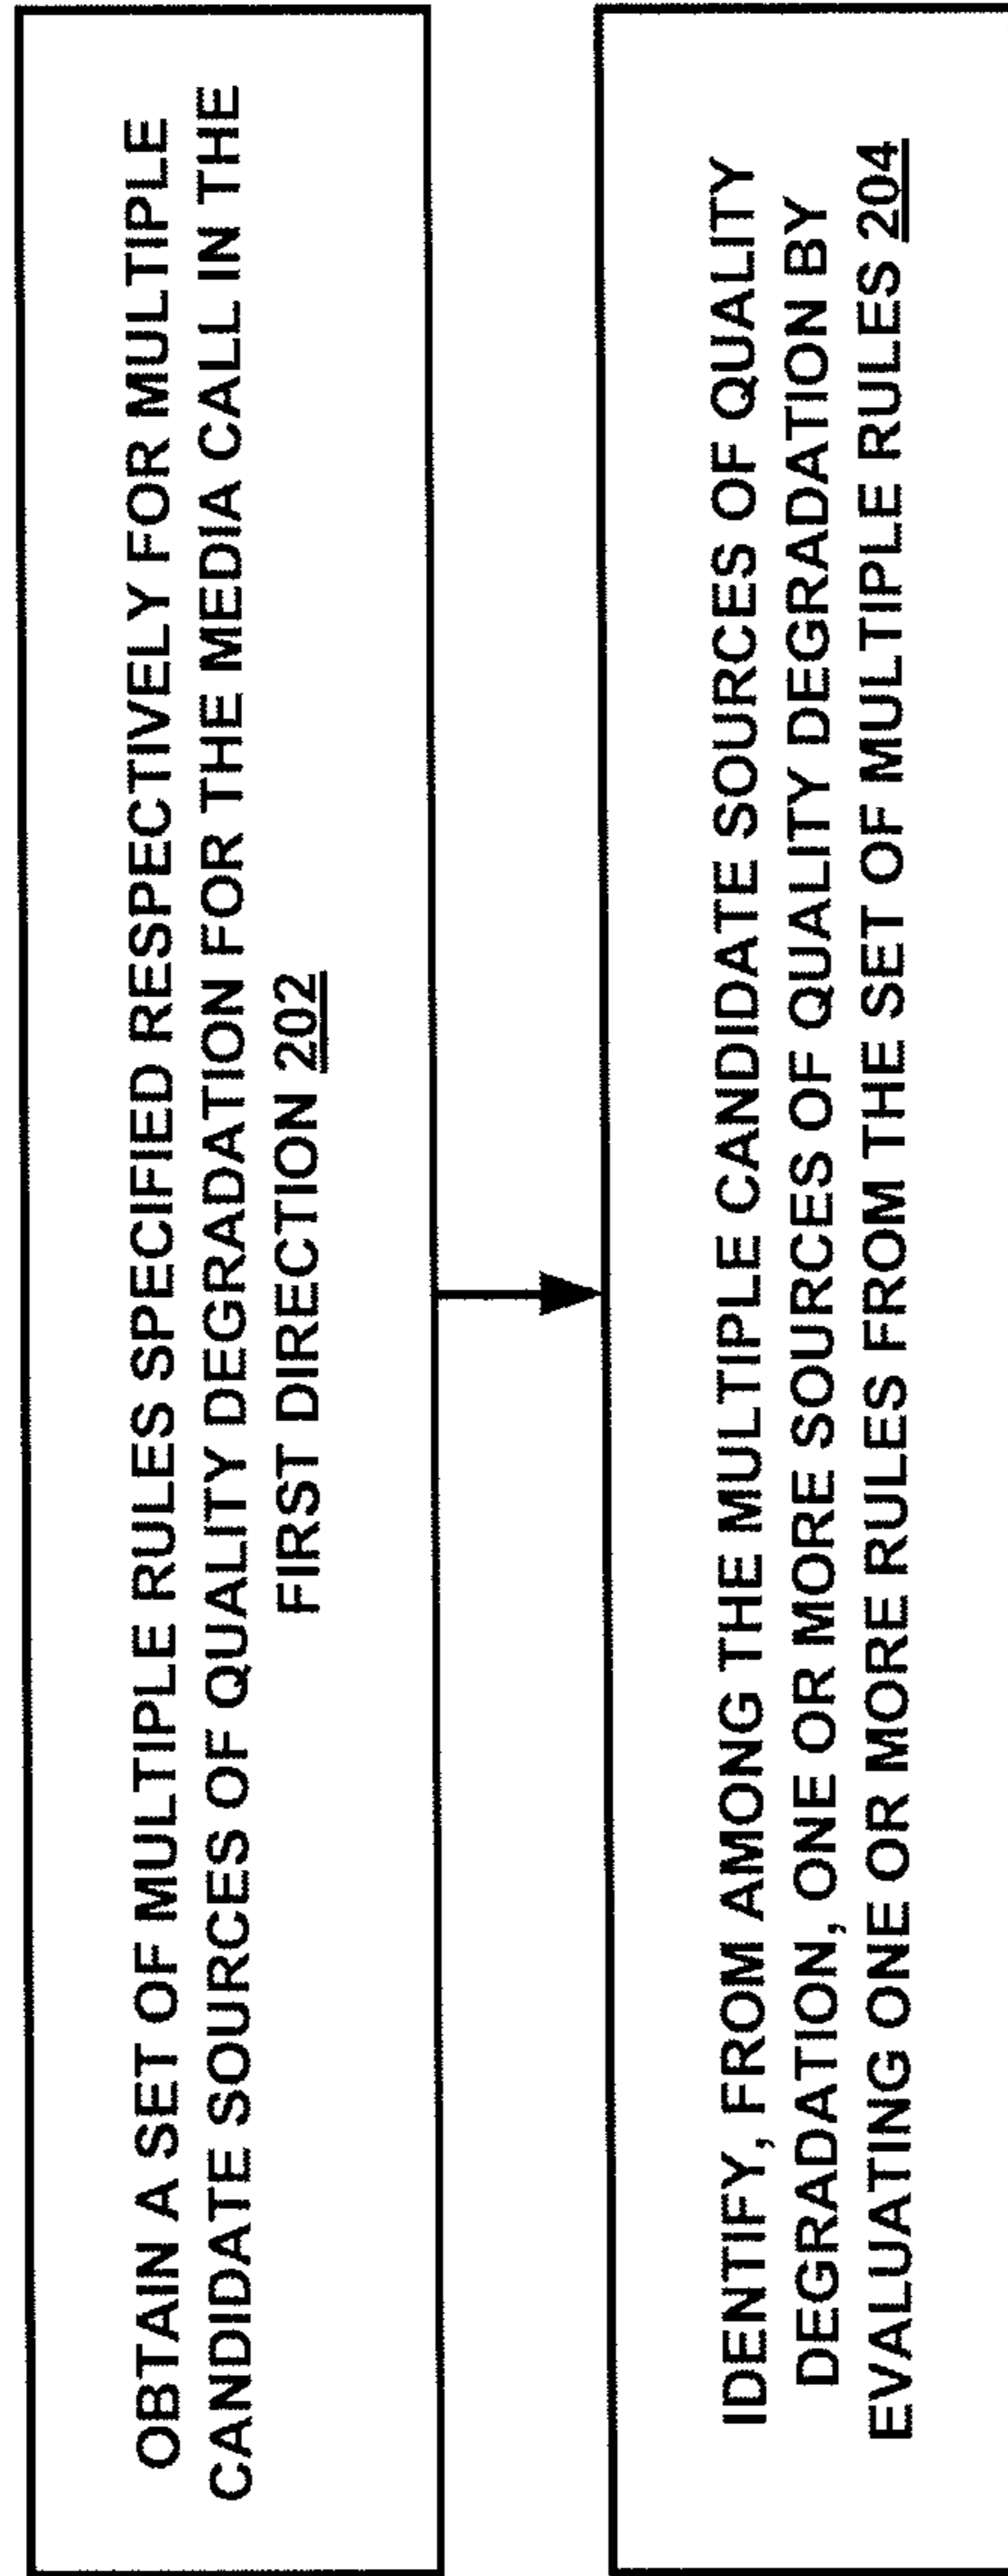 OBTAIN A SET OF MULTIPLE RULES SPECIFIED RESPECTIVELY FOR MULTIPLE
CANDIDATE SOURCES OF QUALITY DEGRADATION FOR THE MEDIA CALL IN THE
FIRST DIRECTION 202
IDENTIFY, FROM AMONG THE MULTIPLE CANDIDATE SOURCES OF QUALITY
DEGRADATION, ONE OR MORE SOURCES OF QUALITY DEGRADATION BY
EVALUATING ONE OR MORE RULES FROM THE SET OF MULTIPLE RULES 204